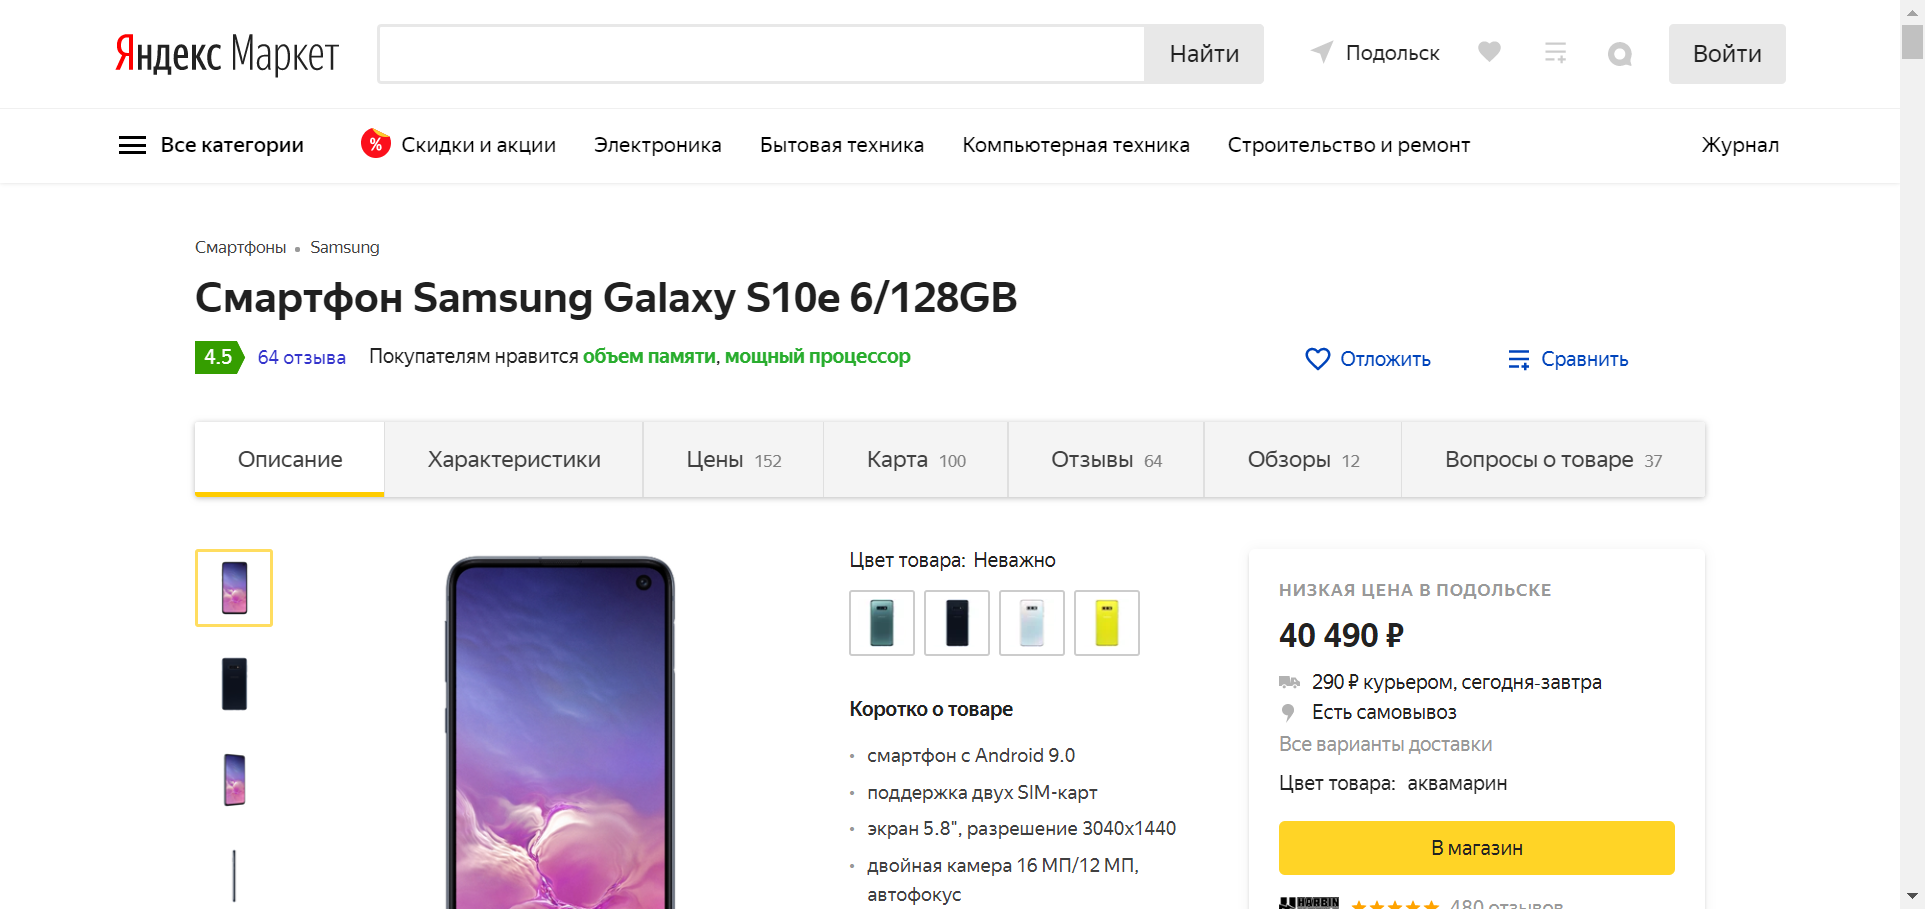 Яндекс Маркет
Найти
Подольск
Войти
Все категории
% Скидки и акции
Электроника
Бытовая техника
Компьютерная техника
Строительство и ремонт
Журнал
Смартфоны • Samsung
Смартфон Samsung Galaxy S10e 6/128GB
4.5 64 отзыва Покупателям нравится объем памяти, мощный процессор
Отложить
Сравнить
Описание
Характеристики
Цены 152
Карта 100
Отзывы 64
Обзоры 12
Вопросы о товаре 37
Цвет товара: Неважно
Коротко о товаре
• смартфон с Android 9.0
• поддержка двух SIM-карт
• экран 5.8", разрешение 3040x1440
• двойная камера 16 МП/12 МП,
автофокус
НИЗКАЯ ЦЕНА В ПОДОЛЬСКЕ
40 490 ₽
290 ₽ курьером, сегодня-завтра
Есть самовывоз
Все варианты доставки
Цвет товара: аквамарин
В магазин
HARBIN
480 отзывов